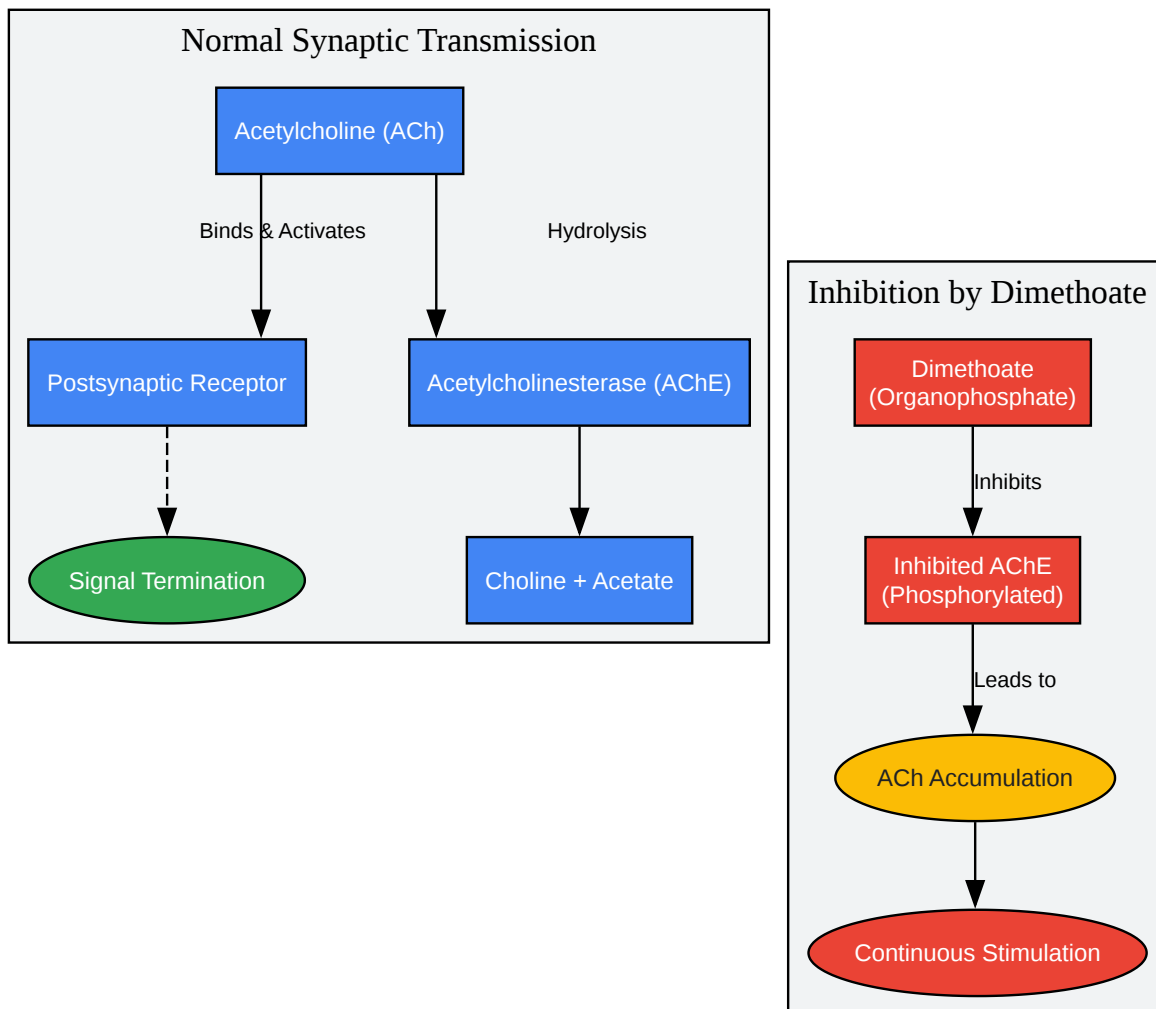 Normal Synaptic Transmission
Acetylcholine (ACh)
Binds & Activates
Hydrolysis
Postsynaptic Receptor
Acetylcholinesterase (AChE)
Signal Termination
Choline + Acetate
Inhibition by Dimethoate
Dimethoate
(Organophosphate)
Inhibits
Inhibited AChE
(Phosphorylated)
Leads to
ACh Accumulation
Continuous Stimulation